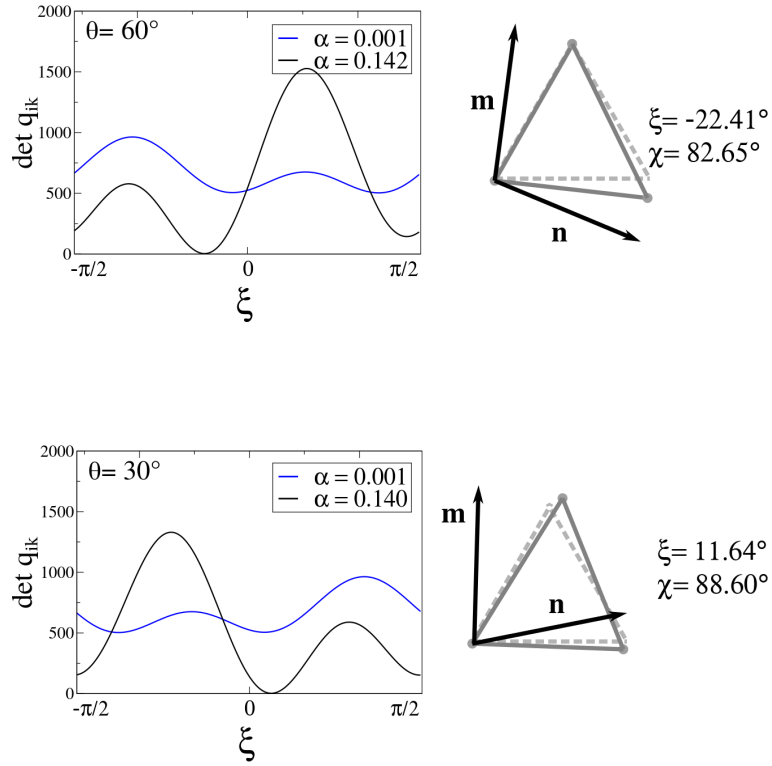 θ= 60°
α = 0.001
α = 0.142
2000
1500
1000
500
0
det q_ik
-π/2
0
π/2
ξ
m
n
ξ= -22.41°
χ= 82.65°
θ= 30°
α = 0.001
α = 0.140
2000
1500
1000
500
0
det q_ik
-π/2
0
π/2
ξ
m
n
ξ= 11.64°
χ= 88.60°